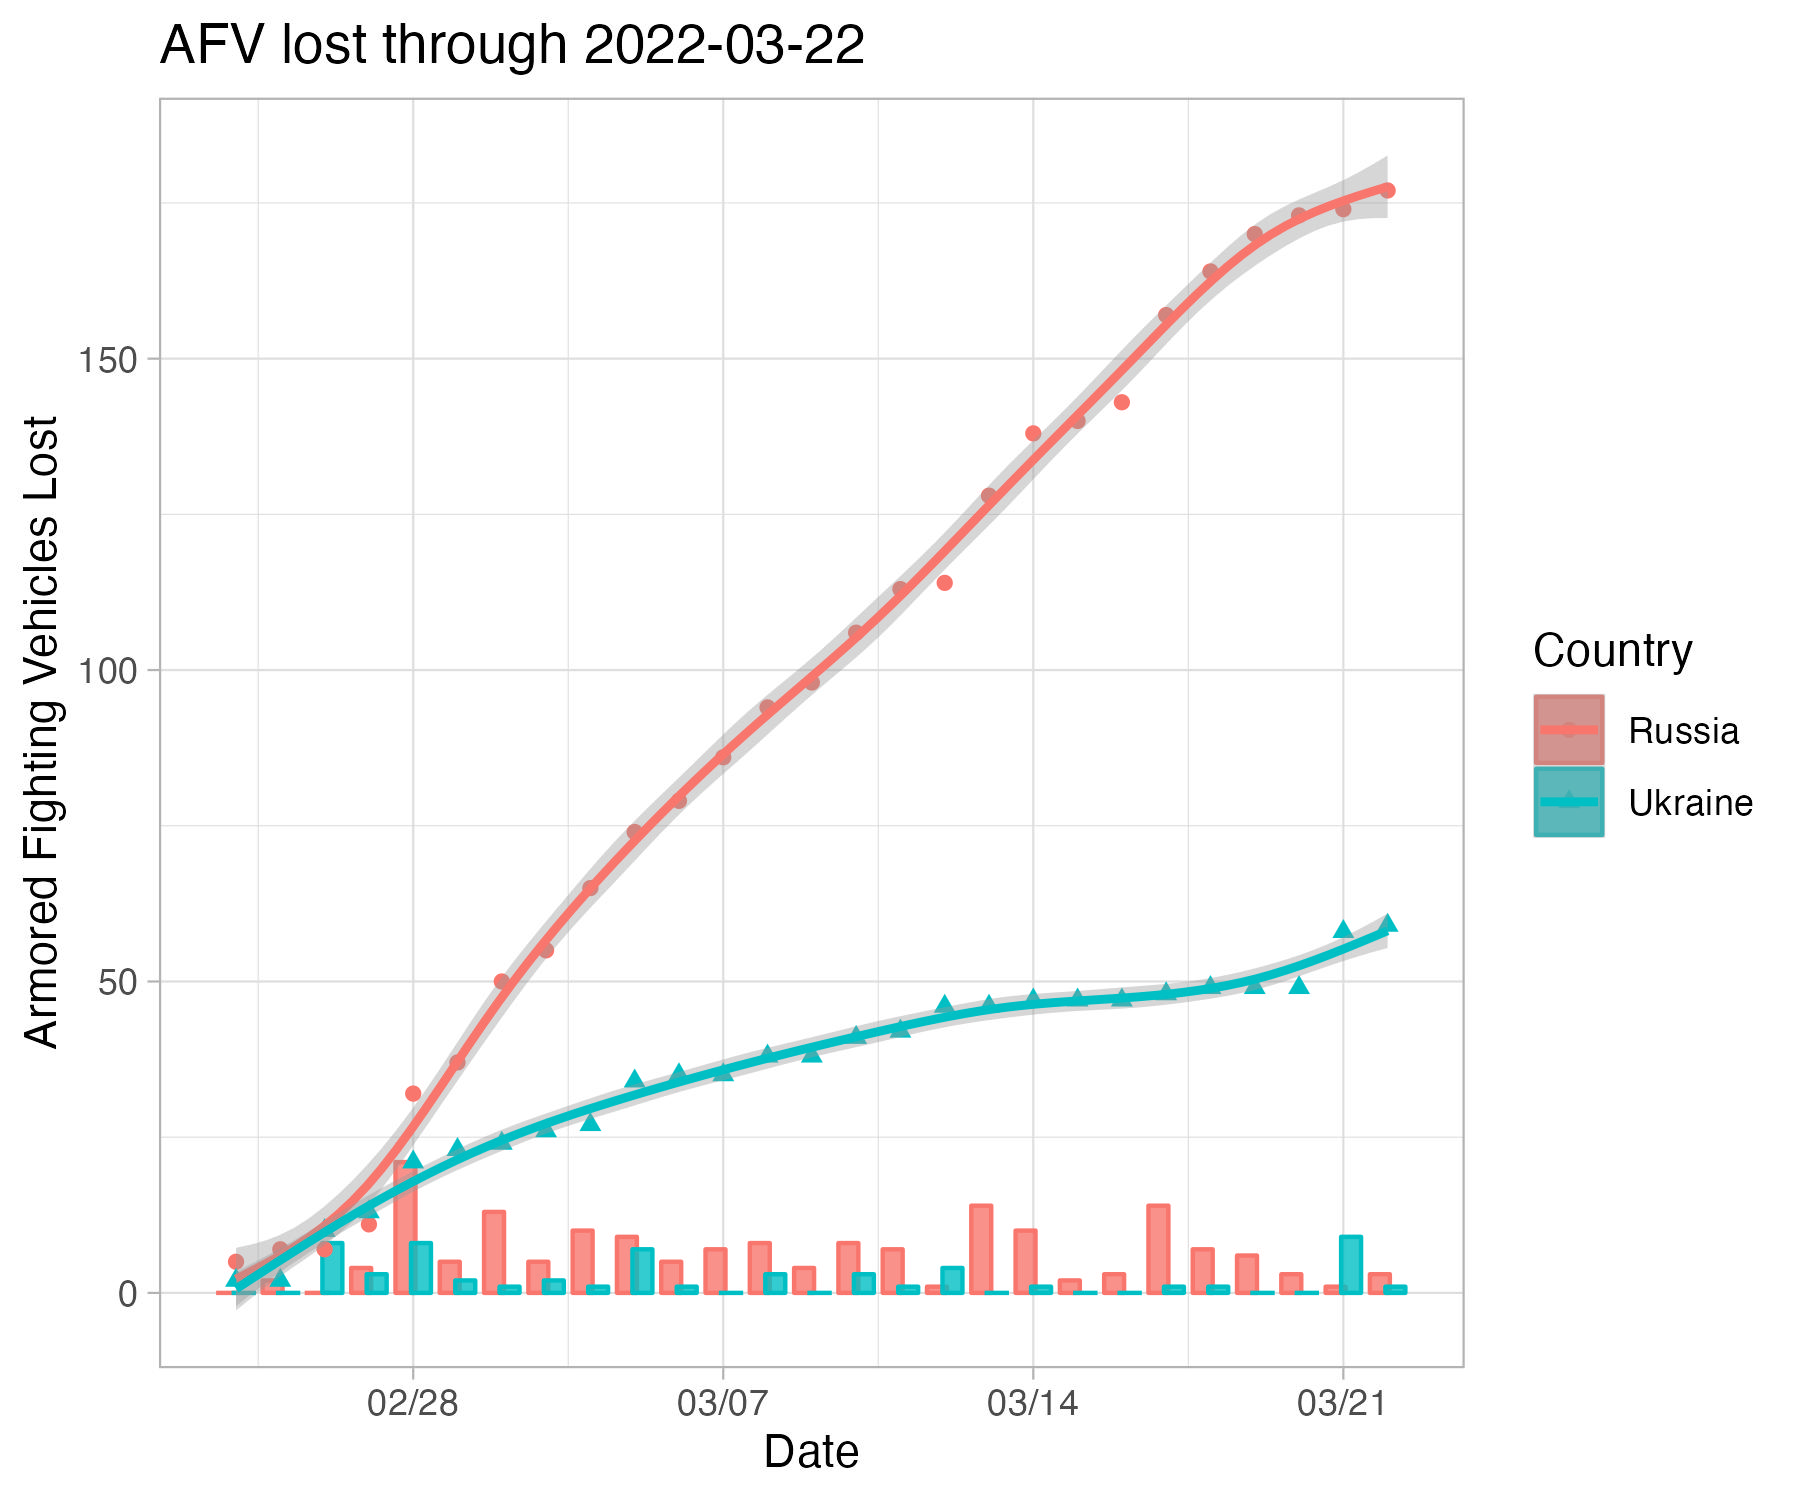 AFV lost through 2022-03-22
Armored Fighting Vehicles Lost
150
100
50
0
02/28
03/07
03/14
03/21
Date
Country
Russia
Ukraine